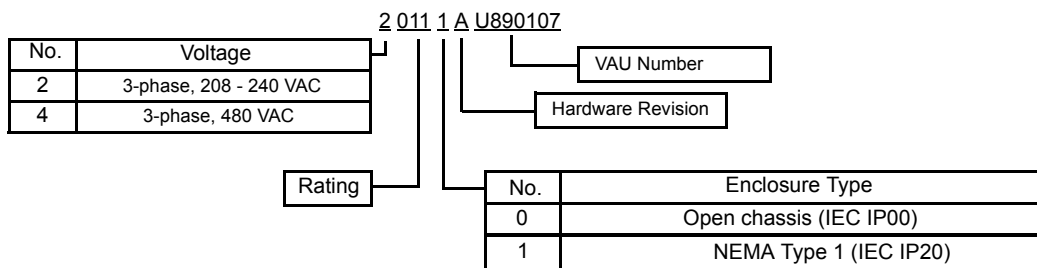 2 011 1 A U890107
No. Voltage
2 3-phase, 208 - 240 VAC
4 3-phase, 480 VAC
VAU Number
Hardware Revision
Rating
No. Enclosure Type
0 Open chassis (IEC IP00)
1 NEMA Type 1 (IEC IP20)